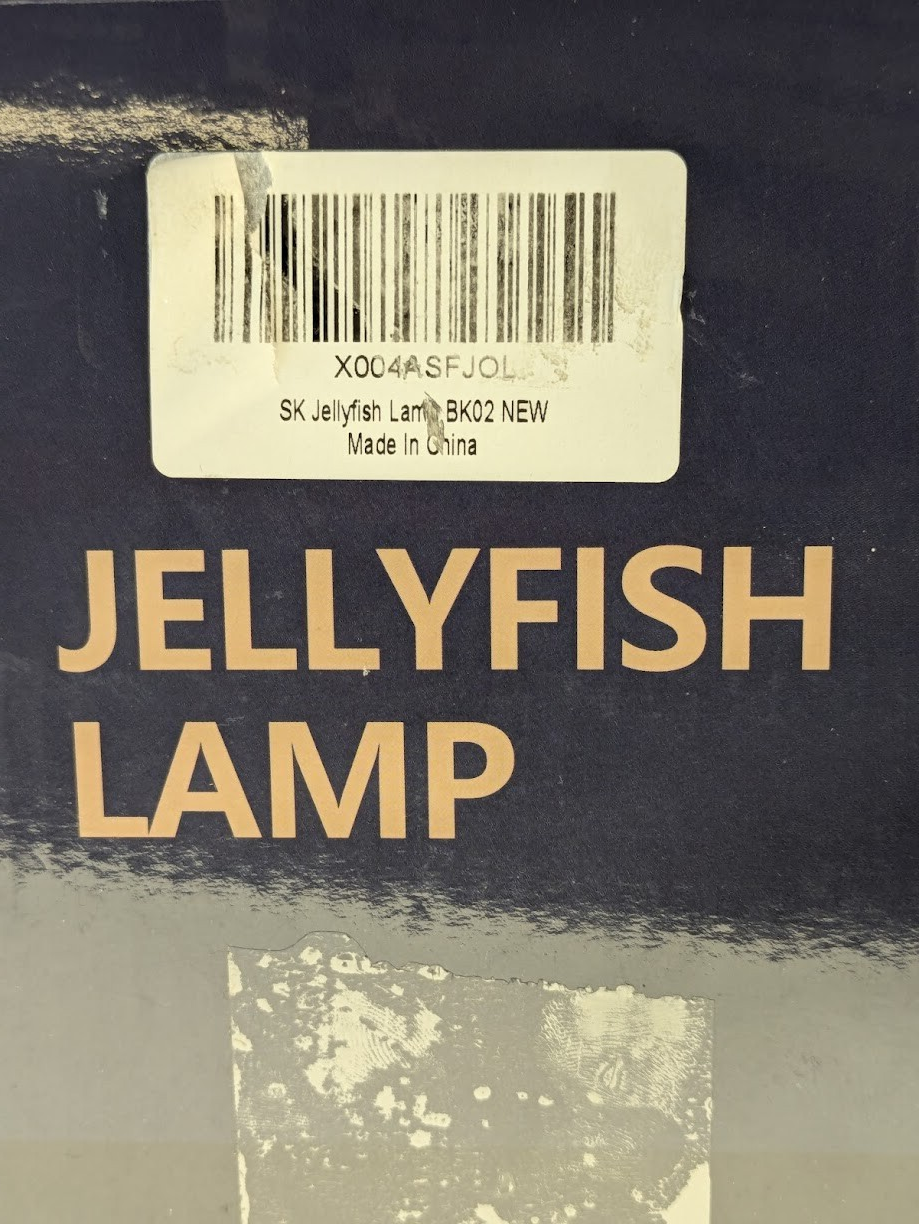 X004ASFJOL
SK Jellyfish Lamp BK02 NEW
Made In China
JELLYFISH
LAMP